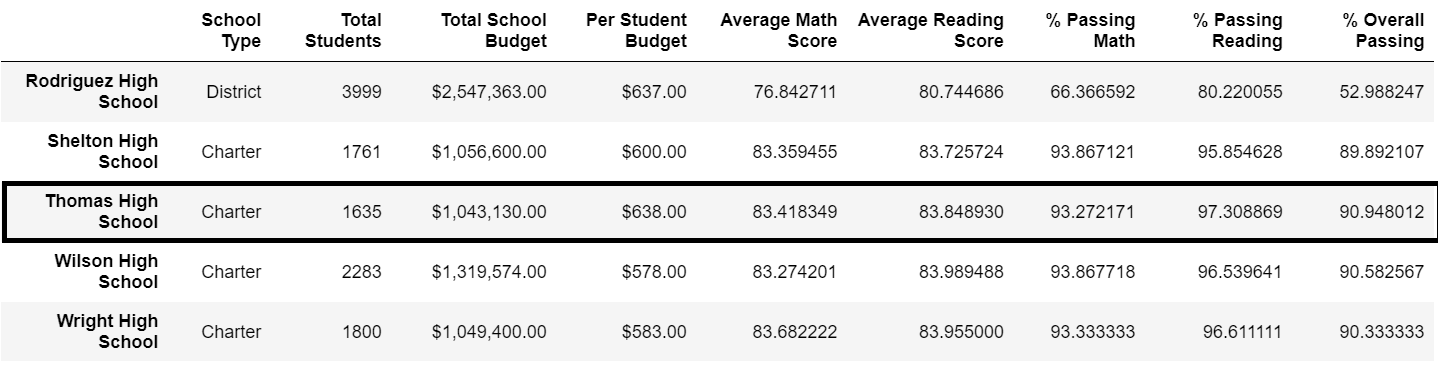 School Type Total Students Total School Budget Per Student Budget Average Math Score Average Reading Score % Passing Math % Passing Reading % Overall Passing
Rodriguez High School District 3999 $2,547,363.00 $637.00 76.842711 80.744686 66.366592 80.220055 52.988247
Shelton High School Charter 1761 $1,056,600.00 $600.00 83.359455 83.725724 93.867121 95.854628 89.892107
Thomas High School Charter 1635 $1,043,130.00 $638.00 83.418349 83.848930 93.272171 97.308869 90.948012
Wilson High School Charter 2283 $1,319,574.00 $578.00 83.274201 83.989488 93.867718 96.539641 90.582567
Wright High School Charter 1800 $1,049,400.00 $583.00 83.682222 83.955000 93.333333 96.611111 90.333333